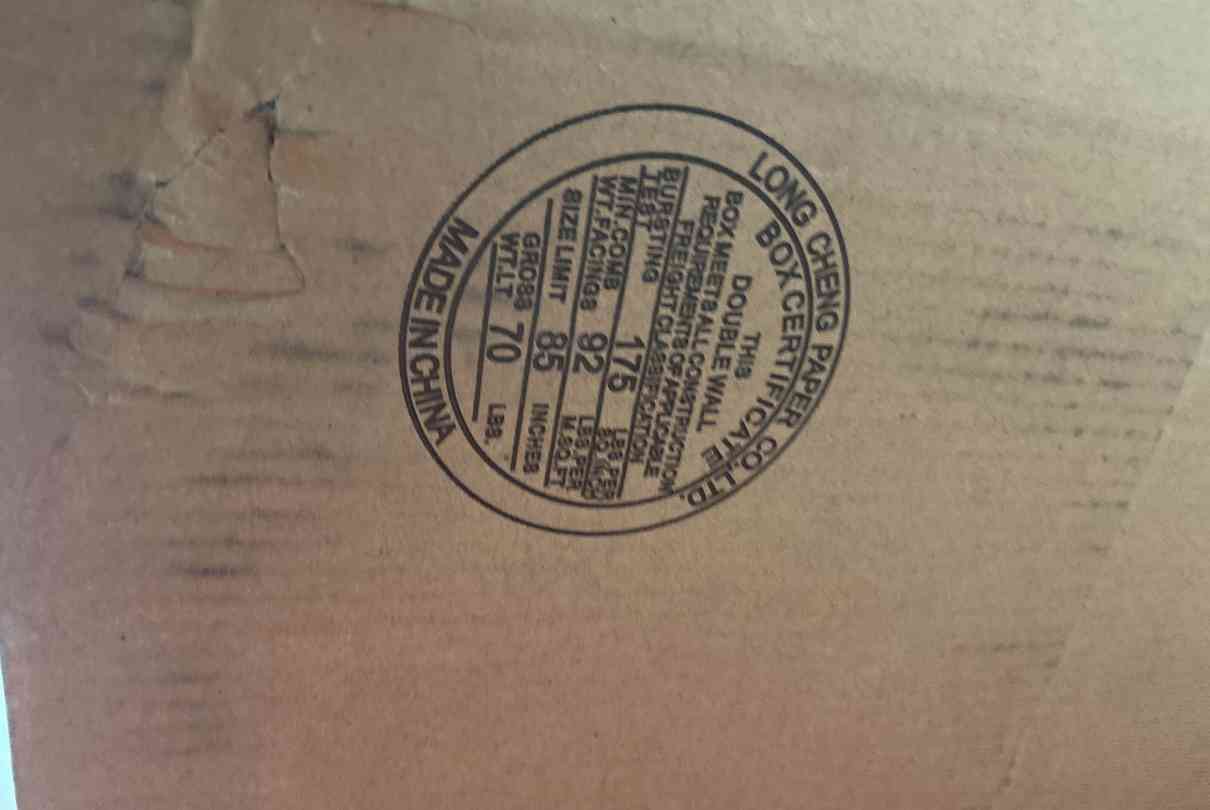 LONG CHENG PAPER CO.,LTD.
BOX CERTIFICATE
THIS
DOUBLE WALL
BOX MEETS ALL CONSTRUCTION
REQUIREMENTS OF APPLICABLE
FREIGHT CLASSIFICATION
BURSTING
TEST 175 LBS PER
SQ IN
MIN.COMB
WT.FACINGS 92 LBS.PER
M.SQ.FT
SIZE LIMIT 85 INCHES
GROSS
WT.LT 70 LBS.
MADE IN CHINA